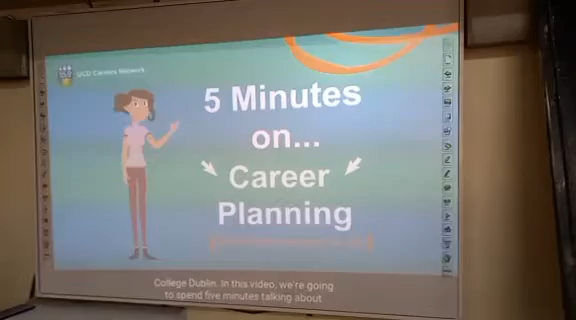 UCD Careers Network
5 Minutes
on...
Career
Planning
College Dublin. In this video, we're going
to spend five minutes talking about